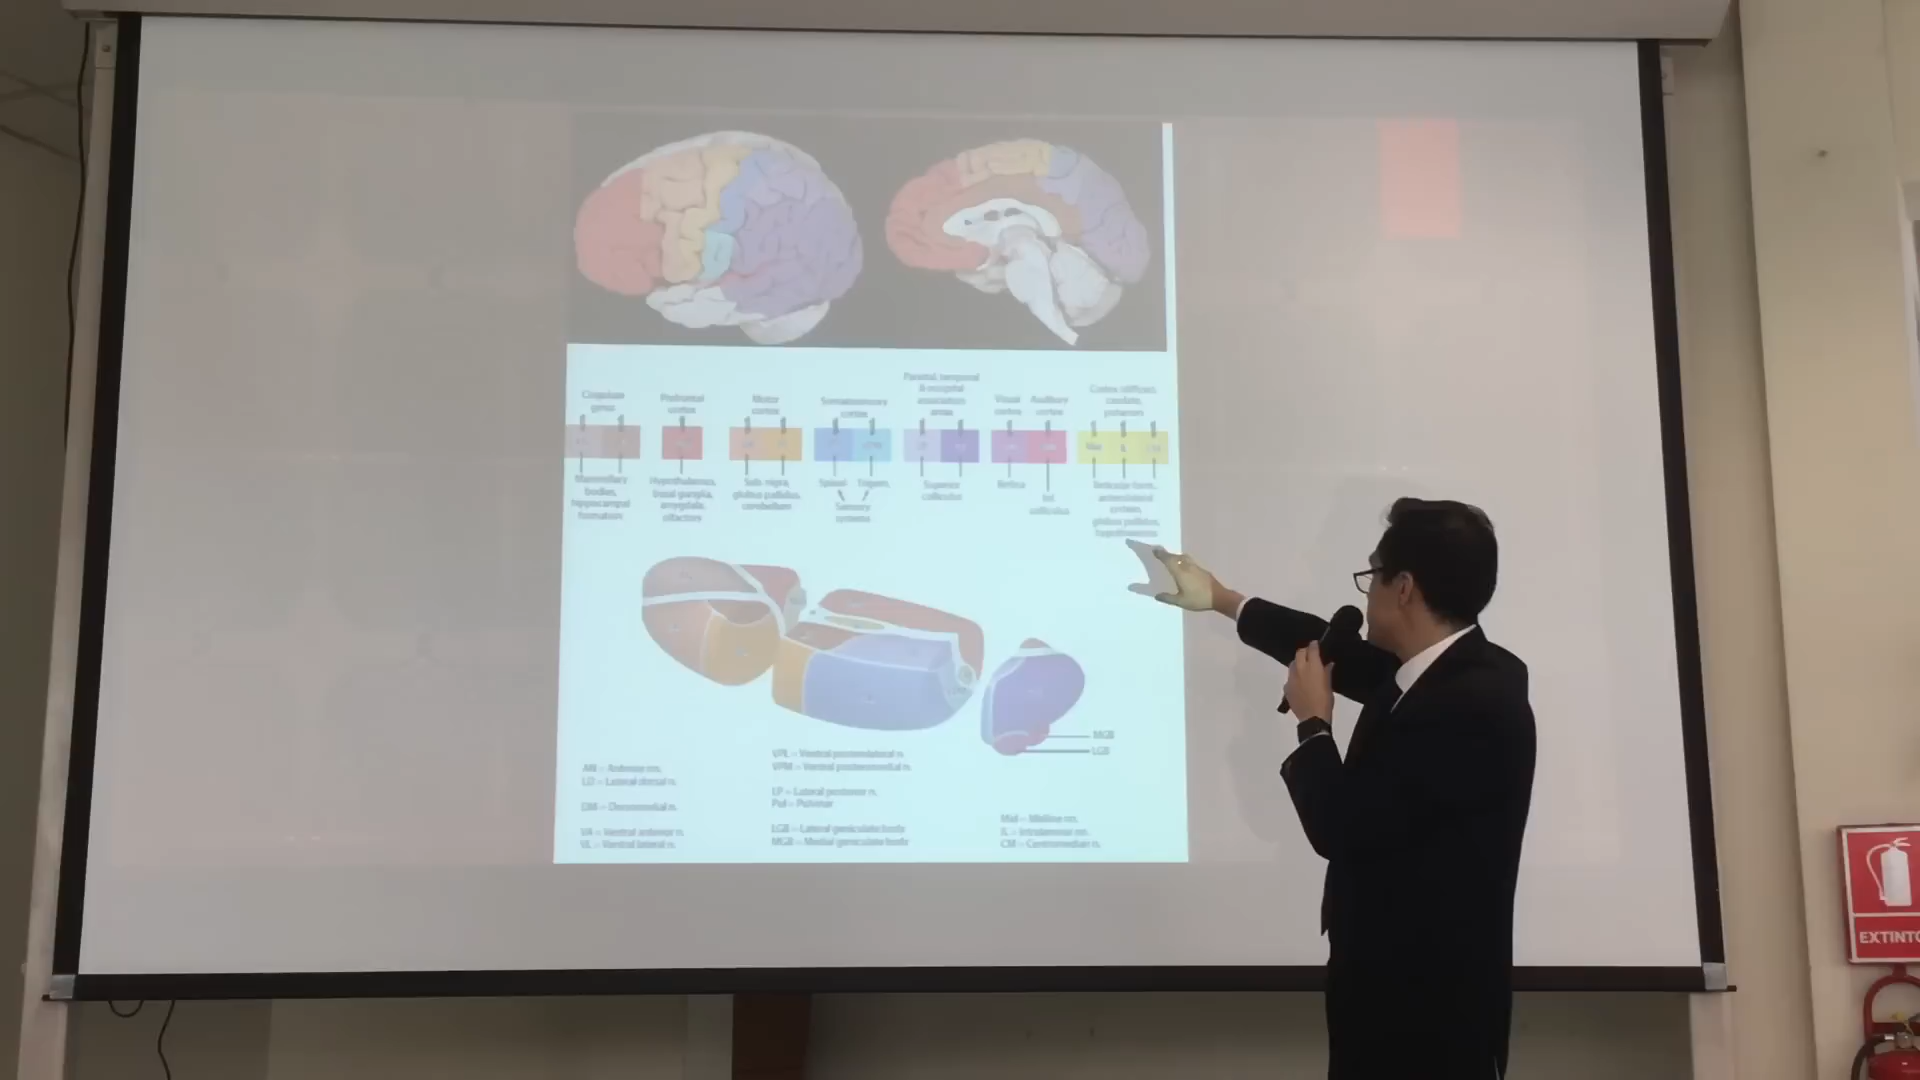 Cingulate
gyrus
Prefrontal
cortex
Motor
cortex
Somatosensory
cortex
Parietal, temporal
& occipital
association
areas
Visual
cortex
Auditory
cortex
Cortex (diffuse),
caudate,
putamen
Mid
IL
Mammillary
bodies,
hippocampal
formation
Hypothalamus,
basal ganglia,
amygdala,
olfactory
Sub. nigra,
globus pallidus,
cerebellum
Spinal Trigem.
Sensory
systems
Superior
colliculus
Retina
Inf.
colliculus
Reticular form.,
anterolateral
system,
globus pallidus,
hypothalamus
MGB
LGB
AN = Anterior nn.
LD = Lateral dorsal n.
DM = Dorsomedial n.
VA = Ventral anterior n.
VL = Ventral lateral n.
VPL = Ventral posterolateral n.
VPM = Ventral posteromedial n.
LP = Lateral posterior n.
Pul = Pulvinar
LGB = Lateral geniculate body
MGB = Medial geniculate body
Mid = Midline nn.
IL = Intralaminar nn.
CM = Centromedian n.